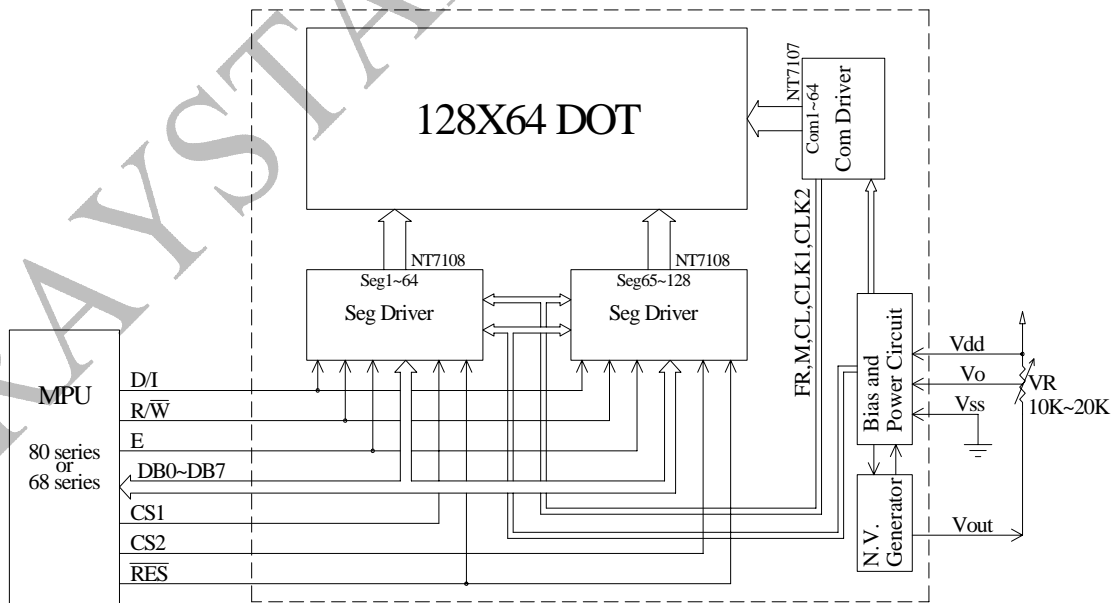 RAYSTA
128X64 DOT
NT7107
Com1~64
Com Driver
NT7108
NT7108
Seg1~64
Seg Driver
Seg65~128
Seg Driver
FR,M,CL,CLK1,CLK2
MPU
80 series
or
68 series
D/I
R/W̅
E
DB0~DB7
CS1
CS2
R̅E̅S̅
Bias and
Power Circuit
Vdd
Vo
Vss
VR
10K~20K
N.V.
Generator
Vout